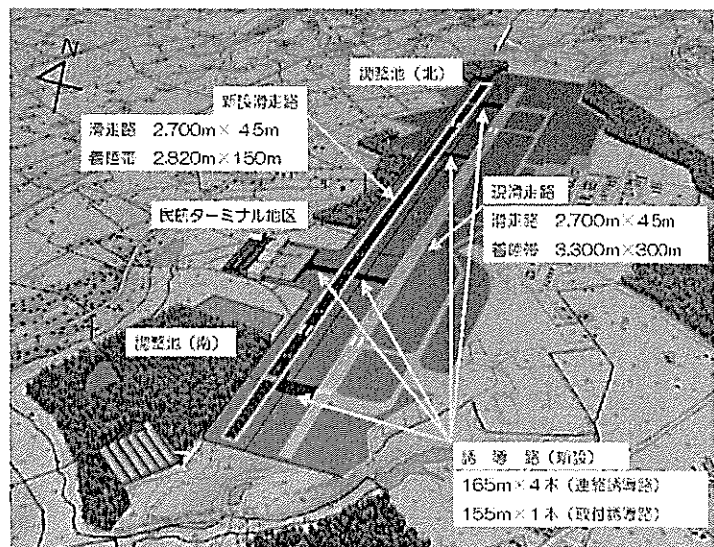 N
調整池（北）
新設滑走路
滑走路 2.700m×45m
着陸帯 2.820m×150m
現滑走路
滑走路 2.700m×45m
着陸帯 3.300m×300m
民航ターミナル地区
調整池（南）
誘導路（新設）
165m×4本（連絡誘導路）
155m×1本（取付誘導路）